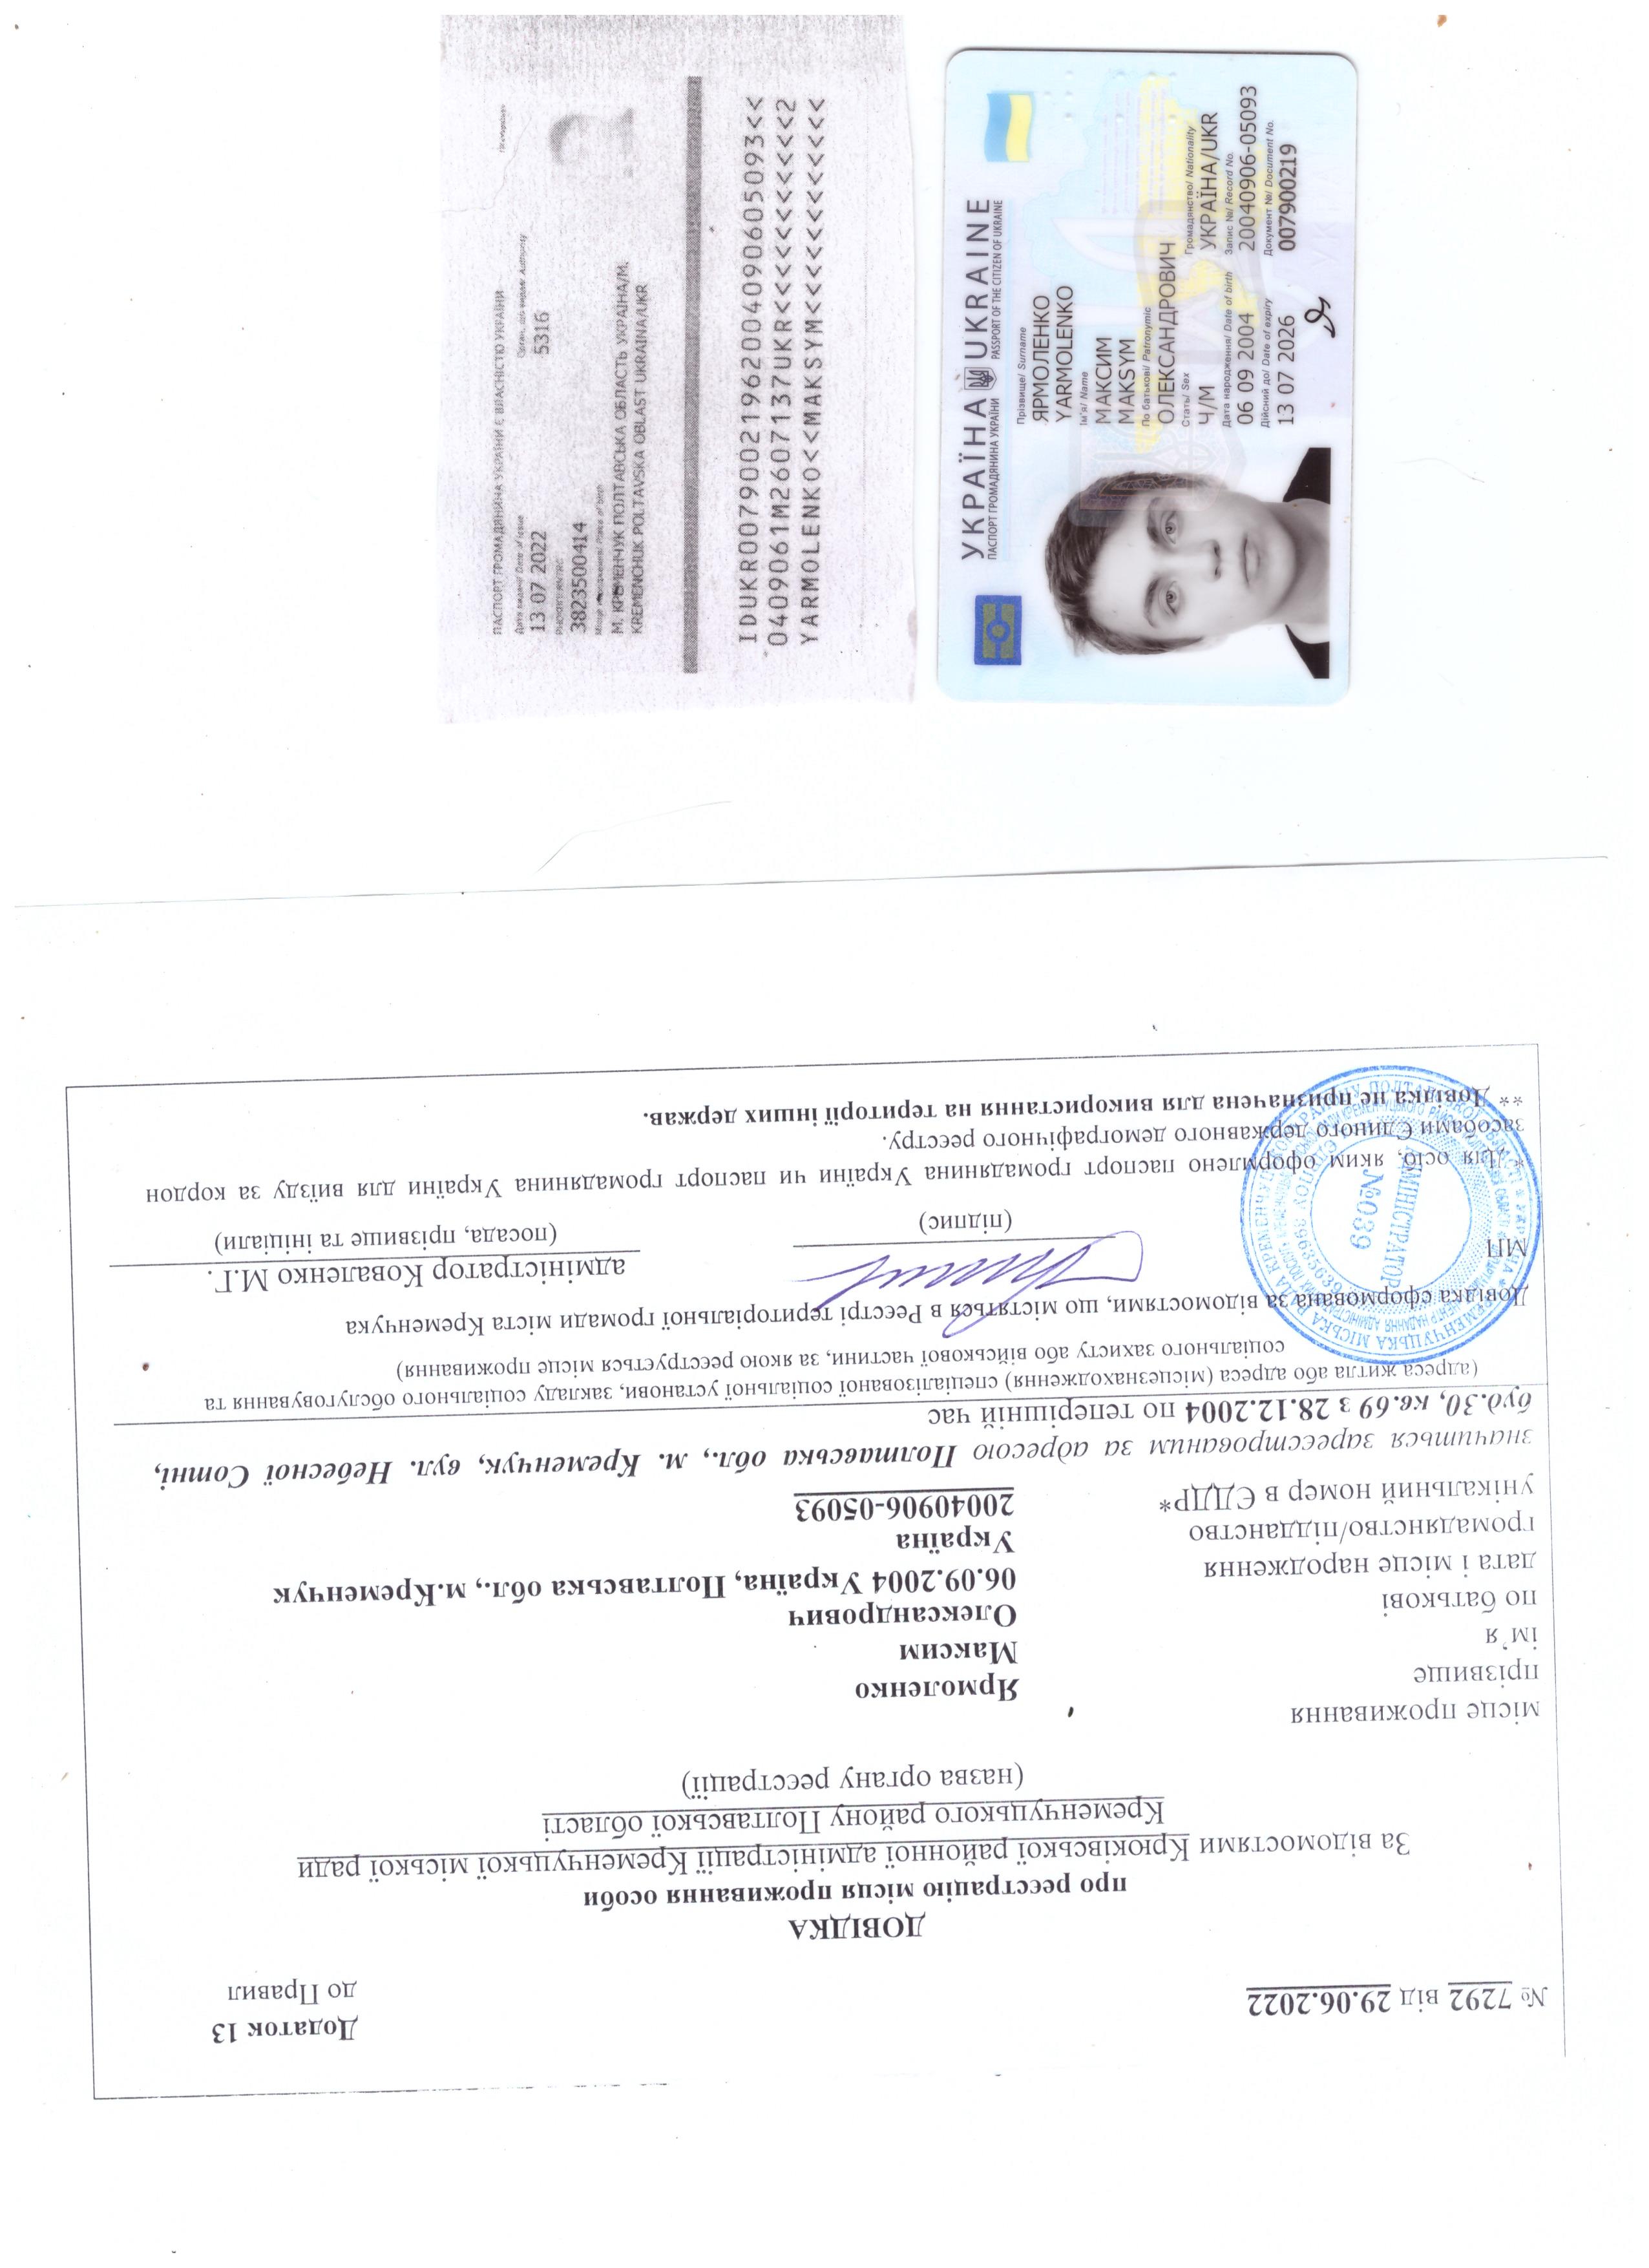 ПАСПОРТ ГРОМАДЯНИНА УКРАЇНИ Є ВЛАСНІСТЮ УКРАЇНИ
Дата видачі/ Date of issue
13 07 2022
Орган, що видав/ Authority
5316
3823500414
М. КРЕМЕНЧУК ПОЛТАВСЬКА ОБЛАСТЬ УКРАЇНА/M.
KREMENCHUK POLTAVSKA OBLAST UKRAINA/UKR
IDUKR00790021962004090605093<<
0409061M2607137UKR<<<<<<<<<<<2
YARMOLENKO<<MAKSYM<<<<<<<<<<<<
УКРАЇНА UKRAINE
ПАСПОРТ ГРОМАДЯНИНА УКРАЇНИ PASSPORT OF THE CITIZEN OF UKRAINE
Прізвище/ Surname
ЯРМОЛЕНКО
YARMOLENKO
Ім'я/ Name
МАКСИМ
MAKSYM
По батькові/ Patronymic
ОЛЕКСАНДРОВИЧ
Стать/ Sex Громадянство/ Nationality
Ч/M УКРАЇНА/UKR
Дата народження/ Date of birth Запис №/ Record No.
06 09 2004 20040906-05093
Дійсний до/ Date of expiry Документ №/ Document No.
13 07 2026 007900219
№ 7292 від 29.06.2022
Додаток 13
до Правил
ДОВІДКА
про реєстрацію місця проживання особи
За відомостями Крюківської районної адміністрації Кременчуцької міської ради
Кременчуцького району Полтавської області
(назва органу реєстрації)
місце проживання
прізвище Ярмоленко
ім'я Максим
по батькові Олександрович
дата і місце народження 06.09.2004 Україна, Полтавська обл., м.Кременчук
громадянство/підданство Україна
унікальний номер в ЄДДР* 20040906-05093
значиться зареєстрованим за адресою Полтавська обл., м. Кременчук, вул. Небесної Сотні,
буд.30, кв.69 з 28.12.2004 по теперішній час
(адреса житла або адреса (місцезнаходження) спеціалізованої соціальної установи, закладу соціального обслуговування та
соціального захисту або військової частини, за якою реєструється місце проживання)
Довідка сформована за відомостями, що містяться в Реєстрі територіальної громади міста Кременчука
адміністратор Коваленко М.Г.
МП (підпис) (посада, прізвище та ініціали)
* Для осіб, яким оформлено паспорт громадянина України чи паспорт громадянина України для виїзду за кордон
засобами Єдиного державного демографічного реєстру.
** Довідка не призначена для використання на території інших держав.
АДМІНІСТРАТОР
№039